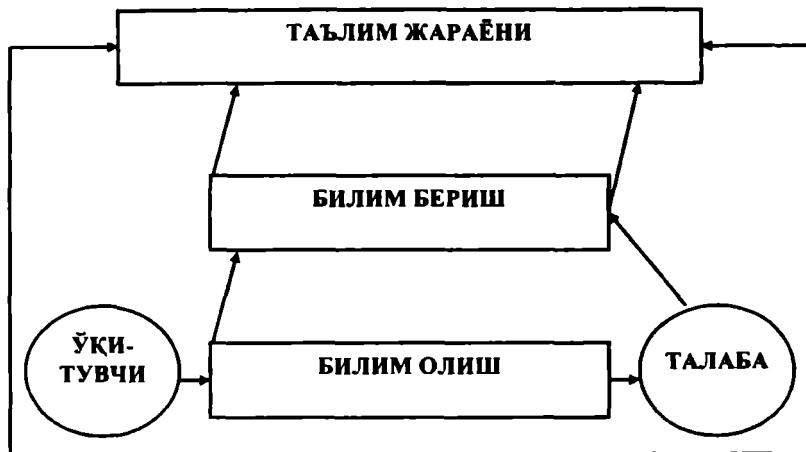 ТАЪЛИМ ЖАРАЁНИ
БИЛИМ БЕРИШ
ЎҚИ-
ТУВЧИ
БИЛИМ ОЛИШ
ТАЛАБА